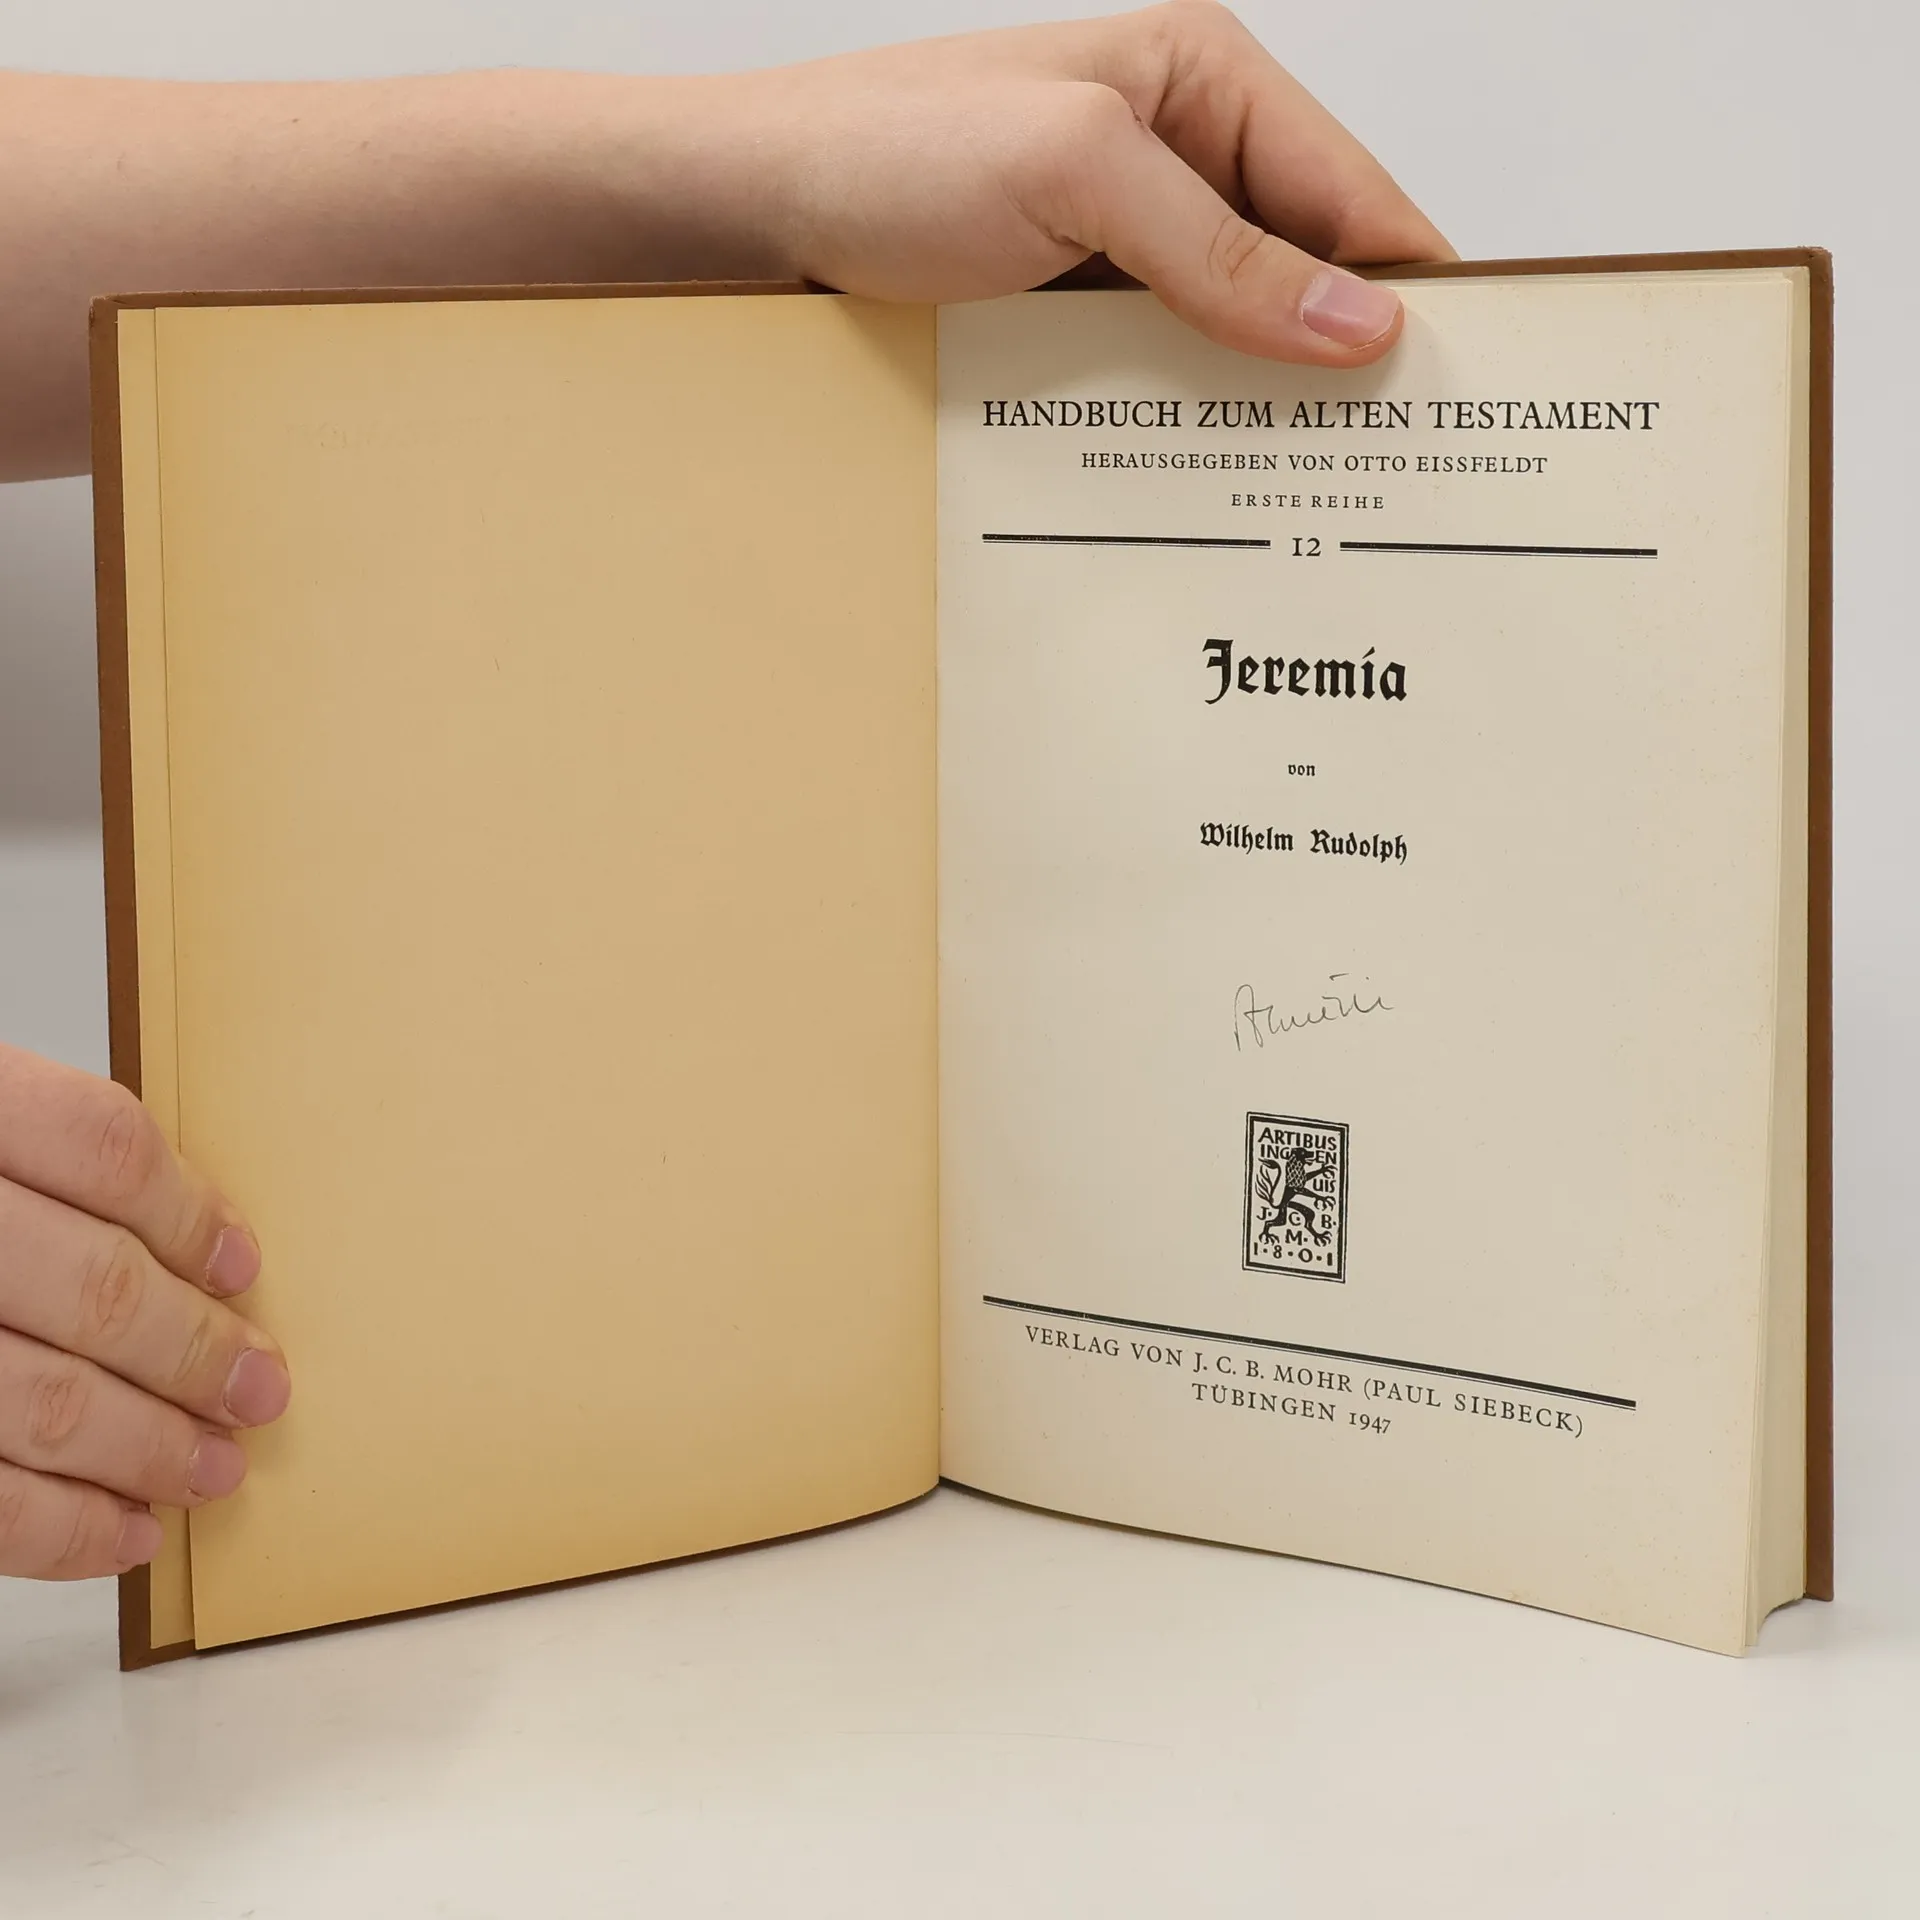 HANDBUCH ZUM ALTEN TESTAMENT
HERAUSGEGEBEN VON OTTO EISSFELDT
ERSTE REIHE
12
Jeremia
von
Wilhelm Rudolph
ARTIBUS
INGENUIS
J. C. B.
M.
1·8·0·1
VERLAG VON J. C. B. MOHR (PAUL SIEBECK)
TÜBINGEN 1947